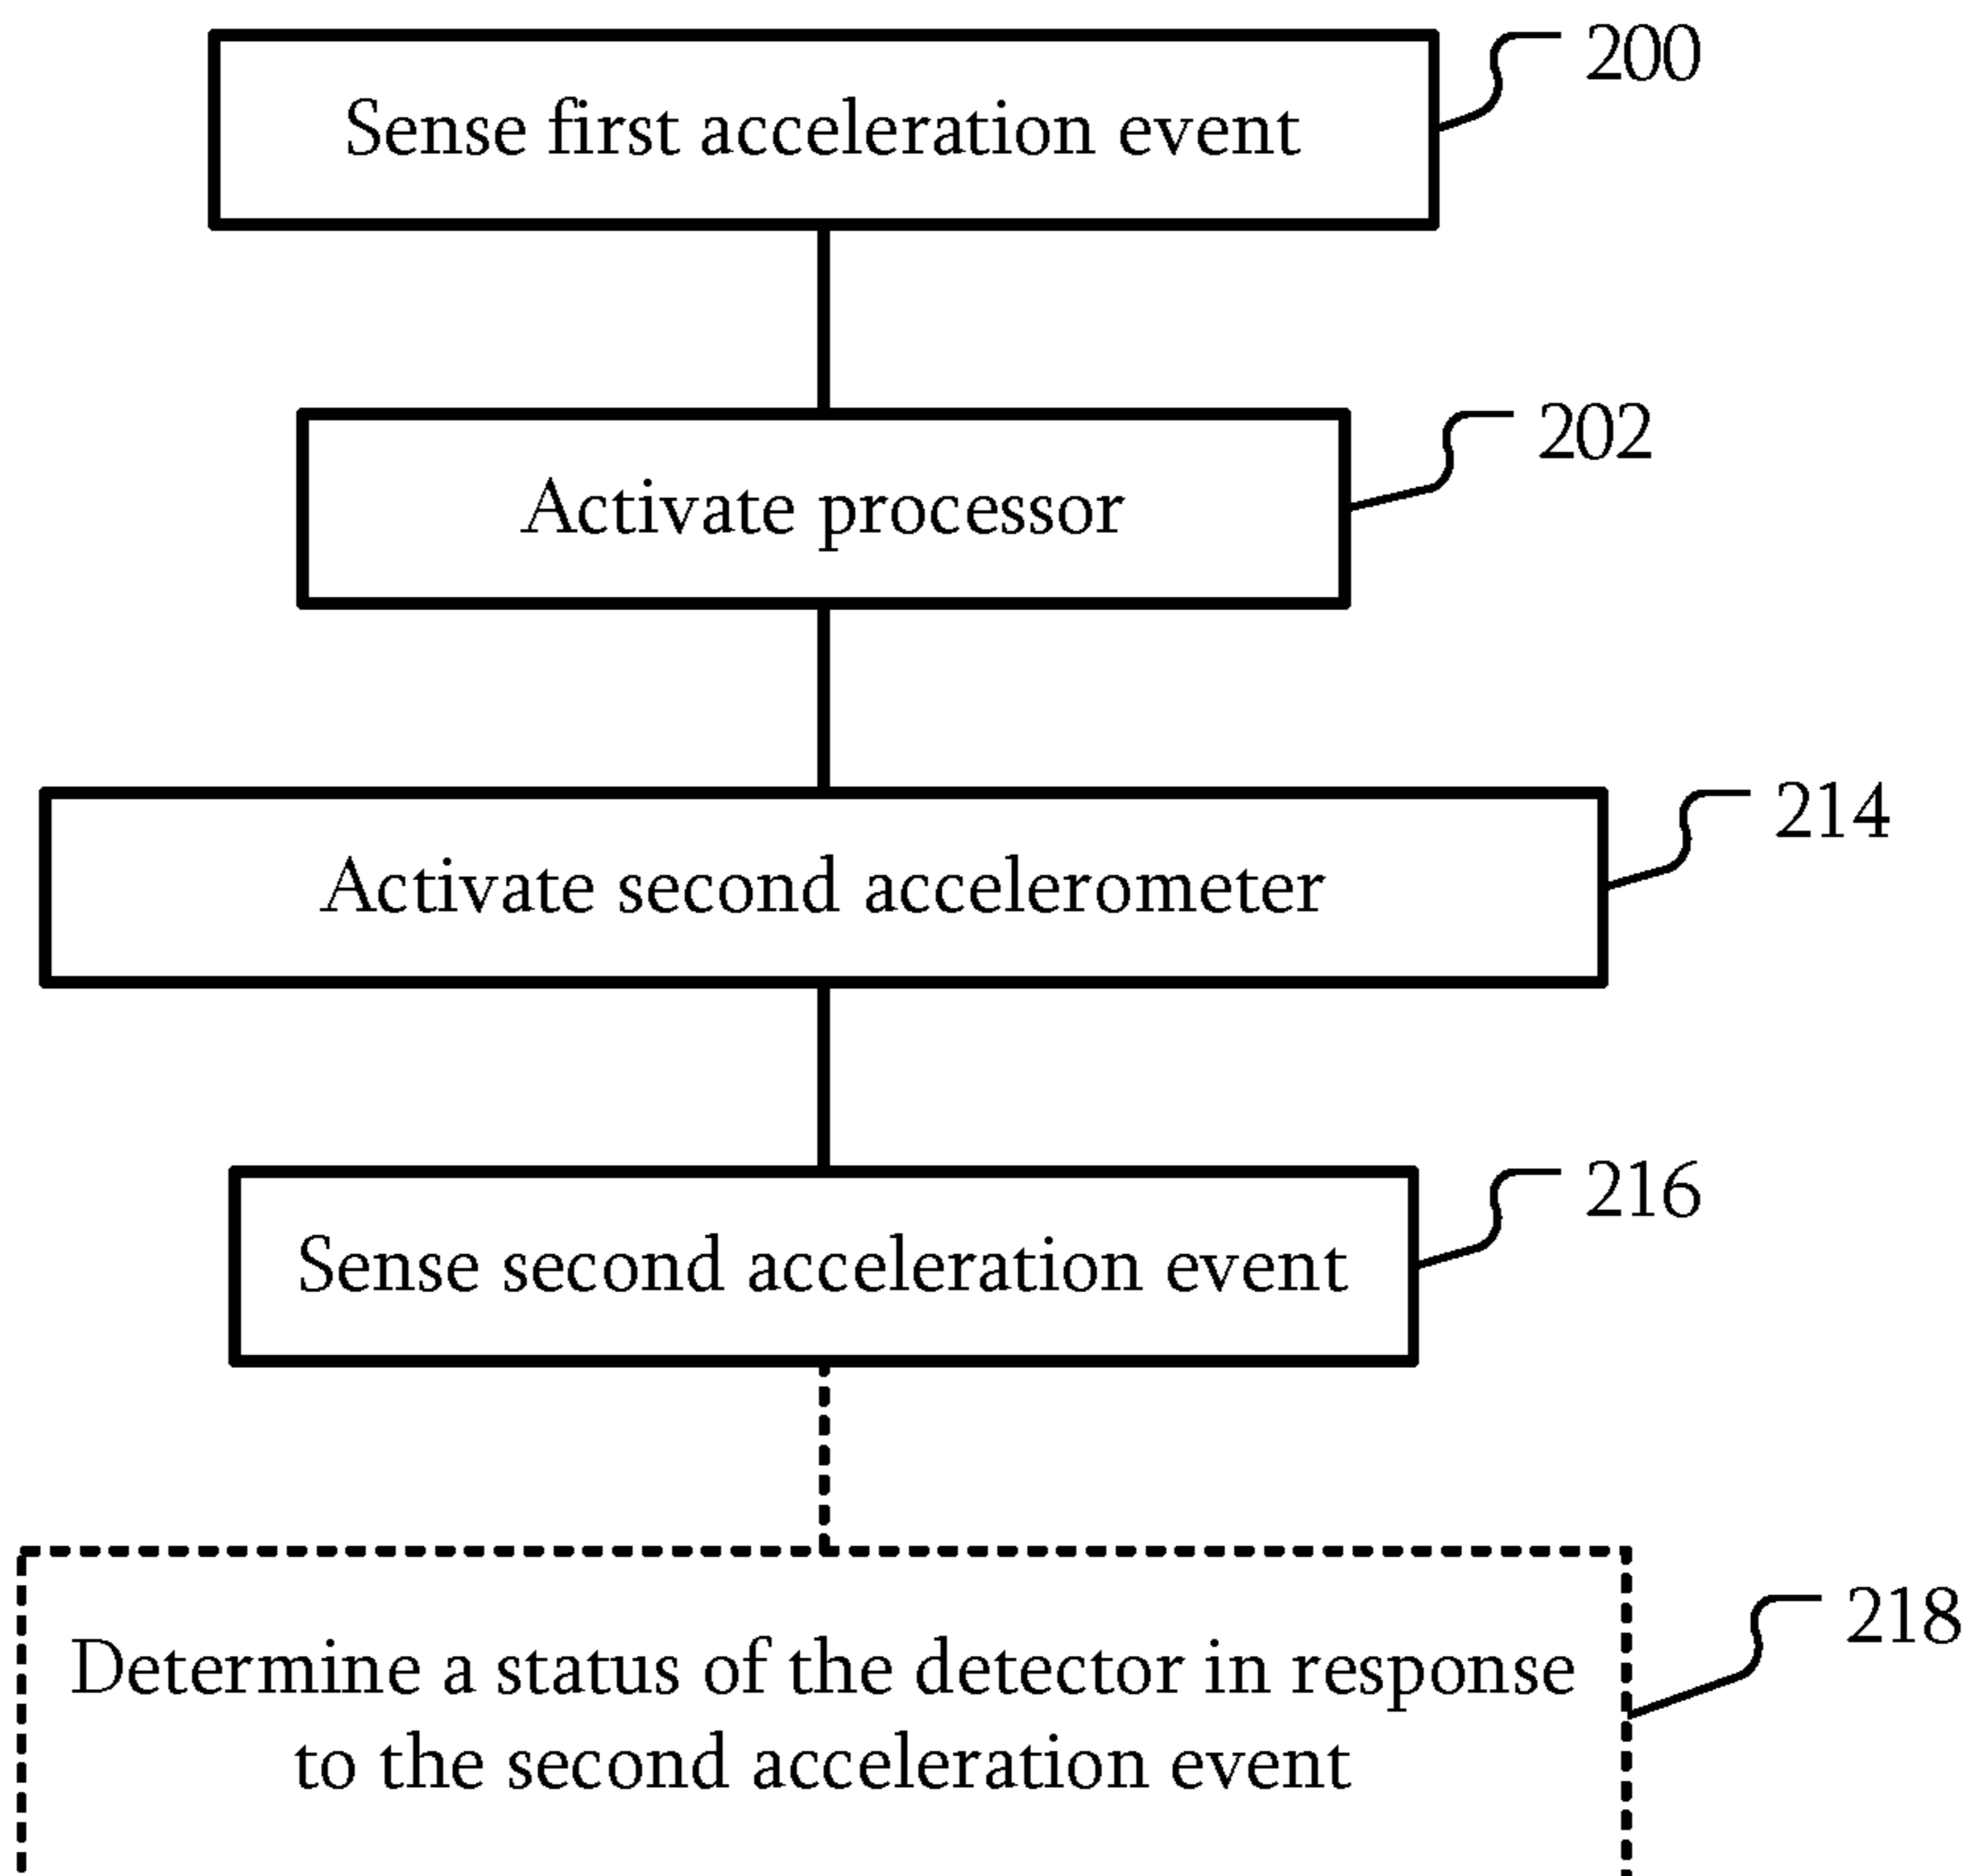 Sense first acceleration event
200
Activate processor
202
Activate second accelerometer
214
Sense second acceleration event
216
Determine a status of the detector in response
to the second acceleration event
218